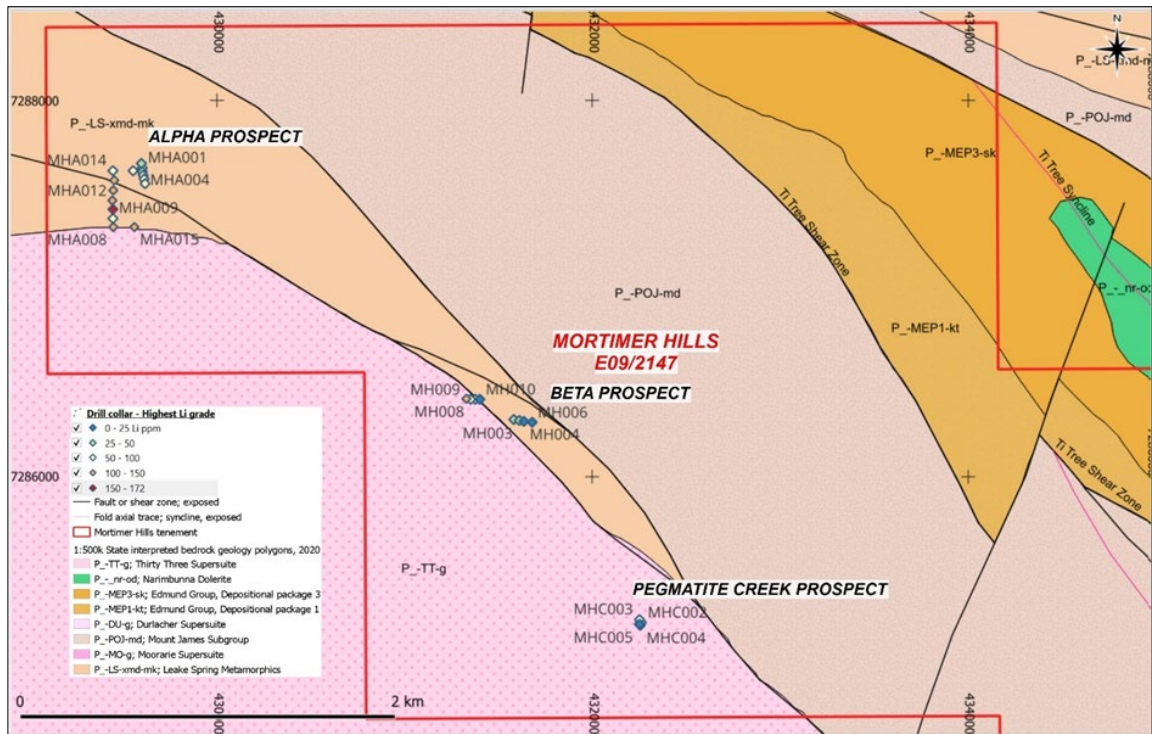 N
430000
432000
434000
P_-LS-xmd-m
7288000
P_-LS-xmd-mk
P_-POJ-md
ALPHA PROSPECT
P_-MEP3-sk
MHA014
MHA001
MHA004
Ti Tree Syncline
MHA012
MHA009
Ti Tree Shear Zone
MHA008
MHA015
P_-_nr-od
P_-POJ-md
P_-MEP1-kt
MORTIMER HILLS
E09/2147
MH009
MH010
BETA PROSPECT
MH008
MH006
MH003
MH004
Drill collar - Highest Li grade
0 - 25 Li ppm
25 - 50
50 - 100
100 - 150
150 - 172
Fault or shear zone; exposed
Fold axial trace; syncline, exposed
Mortimer Hills tenement
1:500k State interpreted bedrock geology polygons, 2020
P_-TT-g; Thirty Three Supersuite
P_-_nr-od; Narimbunna Dolerite
P_-MEP3-sk; Edmund Group, Depositional package 3
P_-MEP1-kt; Edmund Group, Depositional package 1
P_-DU-g; Durlacher Supersuite
P_-POJ-md; Mount James Subgroup
P_-MO-g; Moorarie Supersuite
P_-LS-xmd-mk; Leake Spring Metamorphics
7286000
Ti Tree Shear Zone
P_-TT-g
PEGMATITE CREEK PROSPECT
MHC003
MHC002
MHC005
MHC004
0
2 km
430000
432000
434000